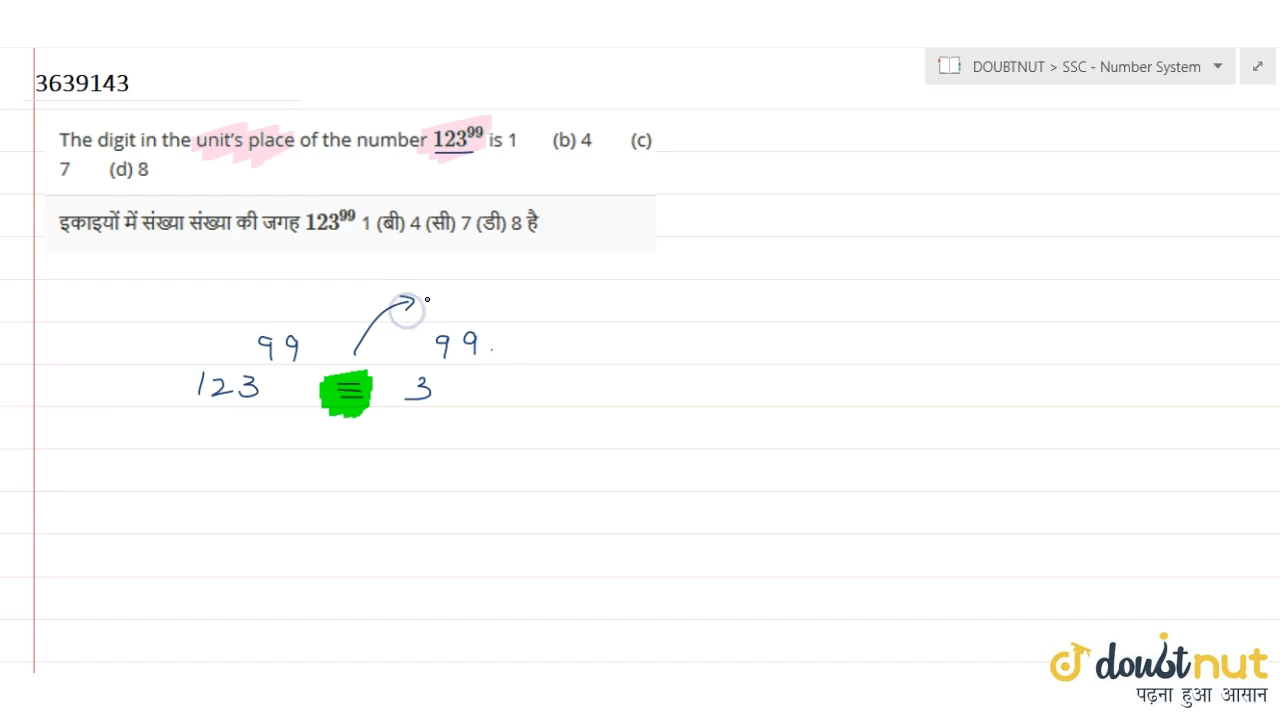 DOUBTNUT > SSC - Number System
3639143
The digit in the unit's place of the number 123^99 is 1 (b) 4 (c)
7 (d) 8
इकाइयों में संख्या संख्या की जगह 123^99 1 (बी) 4 (सी) 7 (डी) 8 है
123^99 ≡ 3^99.
doubtnut
पढ़ना हुआ आसान